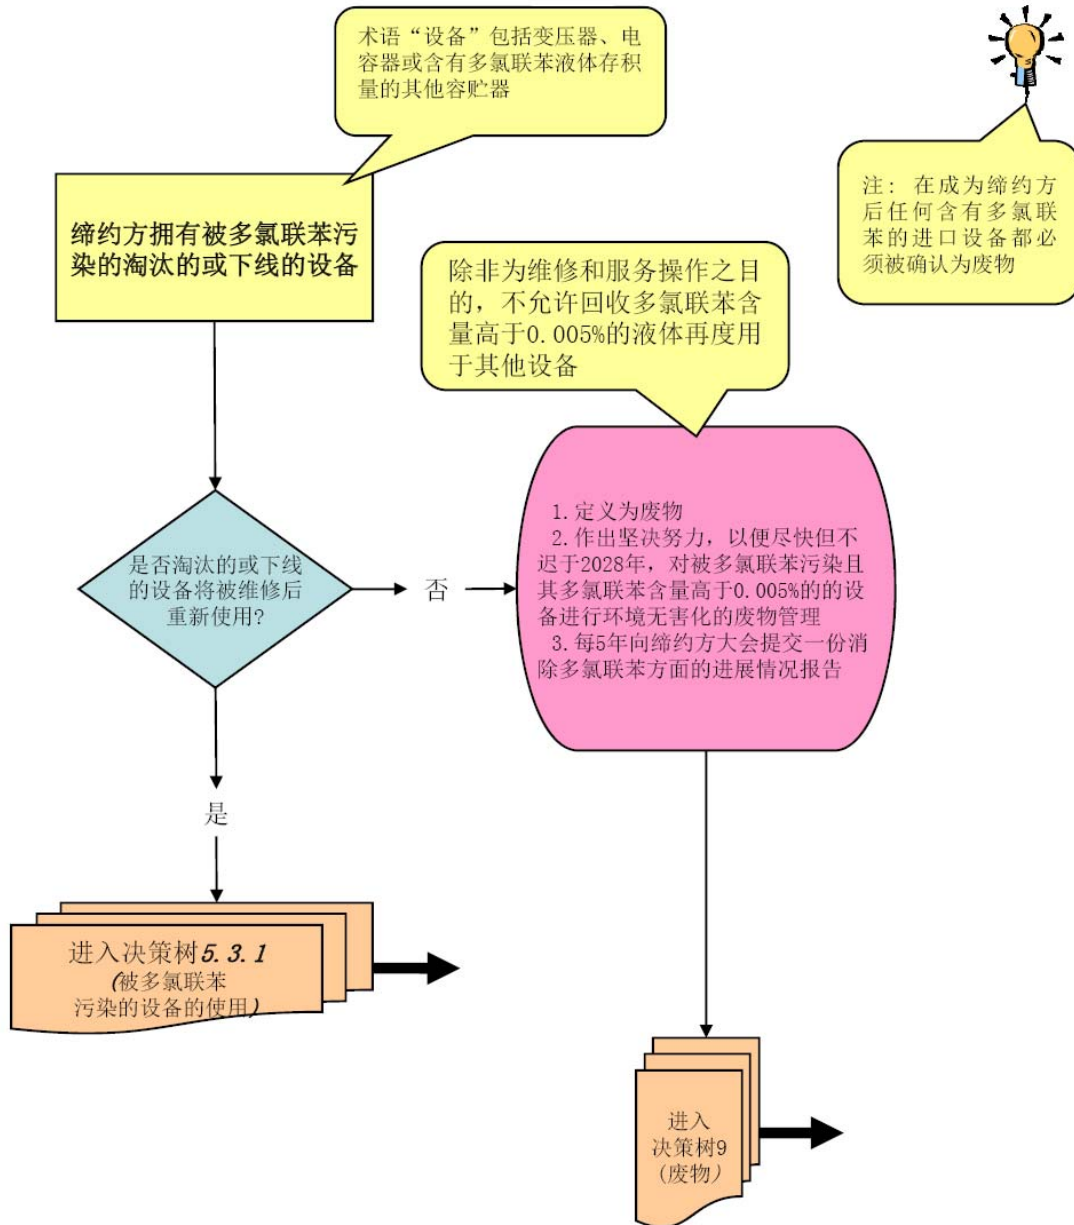 术语“设备”包括变压器、电
容器或含有多氯联苯液体存积
量的其他容贮器
注: 在成为缔约方
后任何含有多氯联
苯的进口设备都必
须被确认为废物
缔约方拥有被多氯联苯污
染的淘汰的或下线的设备
除非为维修和服务操作之目
的，不允许回收多氯联苯含
量高于0.005%的液体再度用
于其他设备
是否淘汰的或下线
的设备将被维修后
重新使用?
否
1.定义为废物
2.作出坚决努力，以便尽快但不
迟于2028年，对被多氯联苯污染且
其多氯联苯含量高于0.005%的的设
备进行环境无害化的废物管理
3.每5年向缔约方大会提交一份消
除多氯联苯方面的进展情况报告
是
进入决策树5.3.1
(被多氯联苯
污染的设备的使用)
进入
决策树9
(废物)